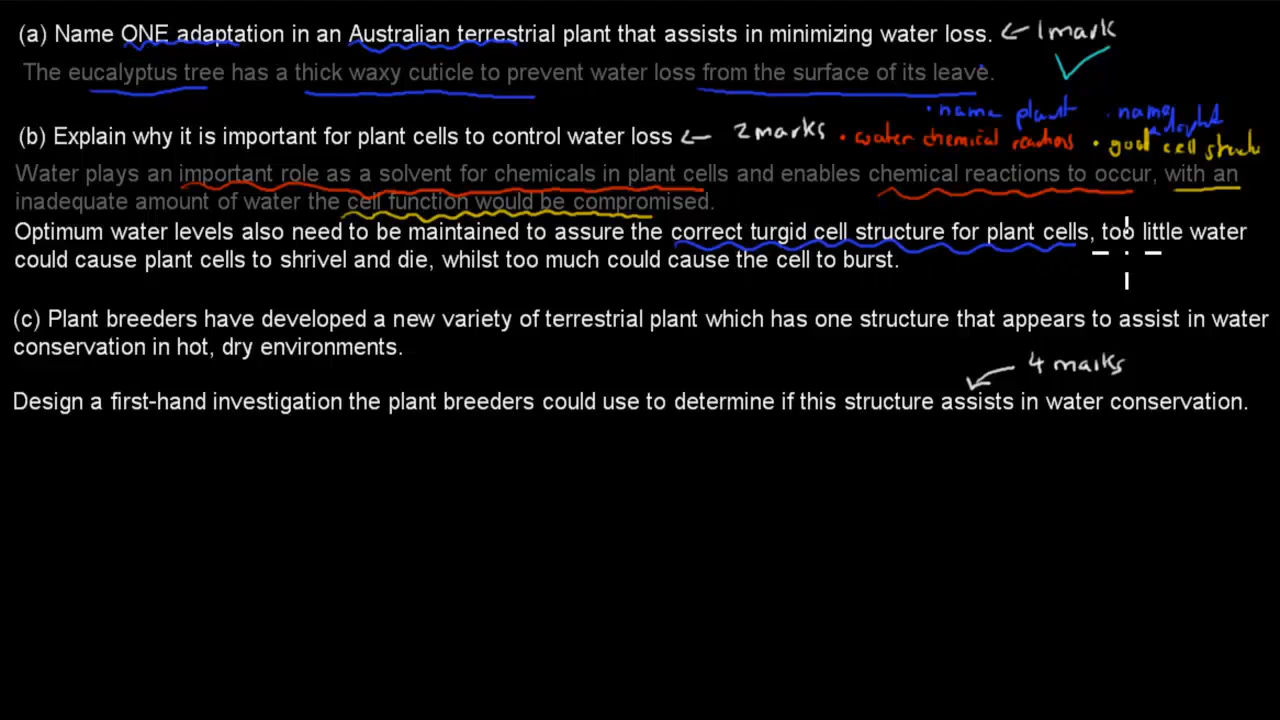 (a) Name ONE adaptation in an Australian terrestrial plant that assists in minimizing water loss. ← 1 mark
The eucalyptus tree has a thick waxy cuticle to prevent water loss from the surface of its leave.
• name plant • name
(b) Explain why it is important for plant cells to control water loss ← 2 marks • water chemical reactions • good cell structure
Water plays an important role as a solvent for chemicals in plant cells and enables chemical reactions to occur, with an
inadequate amount of water the cell function would be compromised.
Optimum water levels also need to be maintained to assure the correct turgid cell structure for plant cells, too little water
could cause plant cells to shrivel and die, whilst too much could cause the cell to burst.
(c) Plant breeders have developed a new variety of terrestrial plant which has one structure that appears to assist in water
conservation in hot, dry environments.
4 marks
Design a first-hand investigation the plant breeders could use to determine if this structure assists in water conservation.